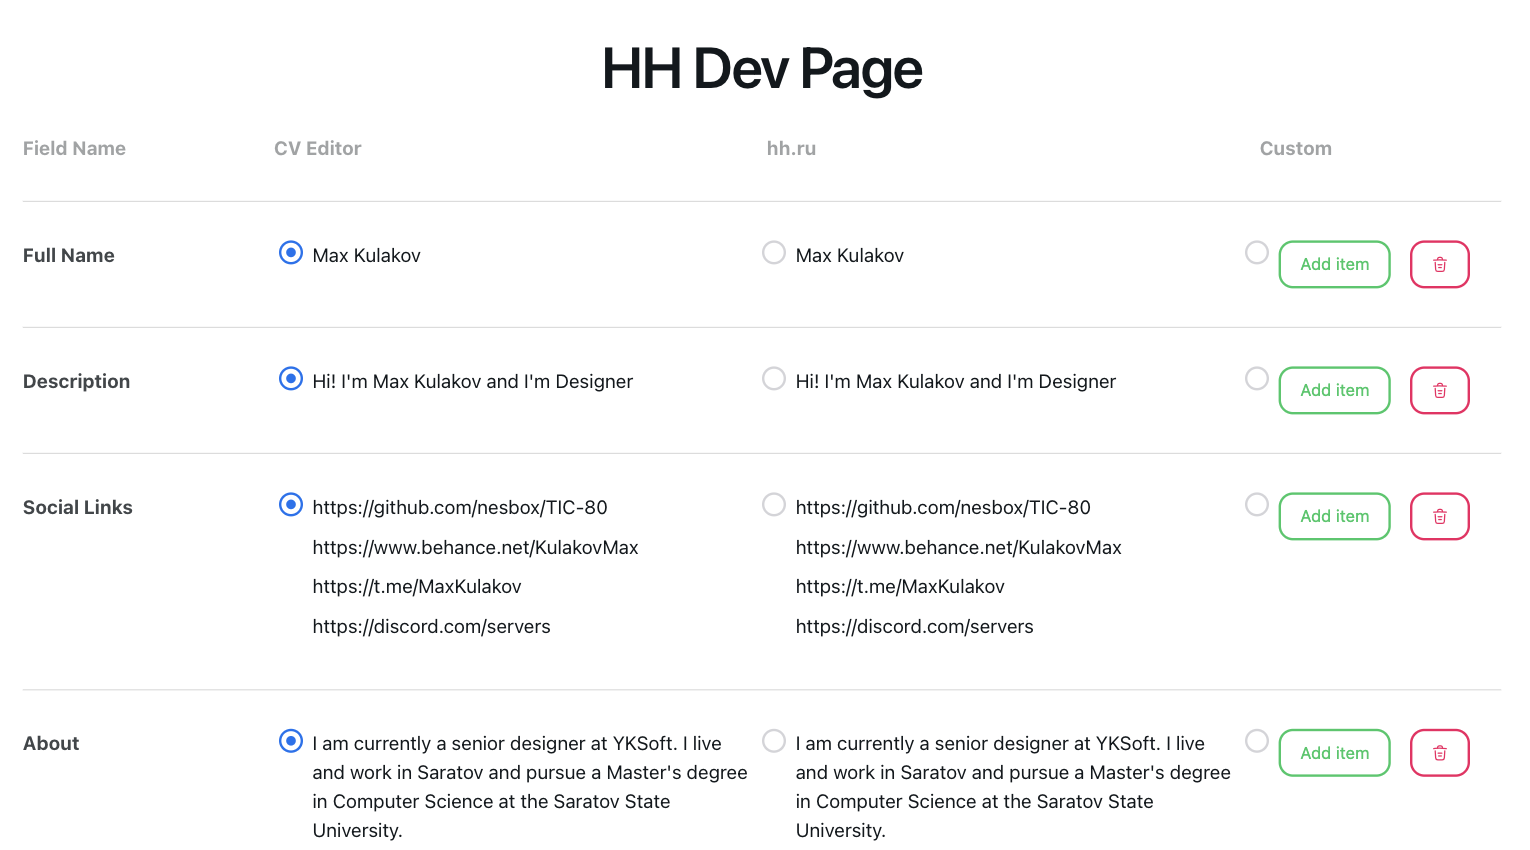 HH Dev Page
Field Name CV Editor hh.ru Custom
Full Name Max Kulakov Max Kulakov Add item
Description Hi! I'm Max Kulakov and I'm Designer Hi! I'm Max Kulakov and I'm Designer Add item
Social Links https://github.com/nesbox/TIC-80 https://github.com/nesbox/TIC-80 Add item
https://www.behance.net/KulakovMax https://www.behance.net/KulakovMax
https://t.me/MaxKulakov https://t.me/MaxKulakov
https://discord.com/servers https://discord.com/servers
About I am currently a senior designer at YKSoft. I live I am currently a senior designer at YKSoft. I live Add item
and work in Saratov and pursue a Master's degree and work in Saratov and pursue a Master's degree
in Computer Science at the Saratov State in Computer Science at the Saratov State
University. University.